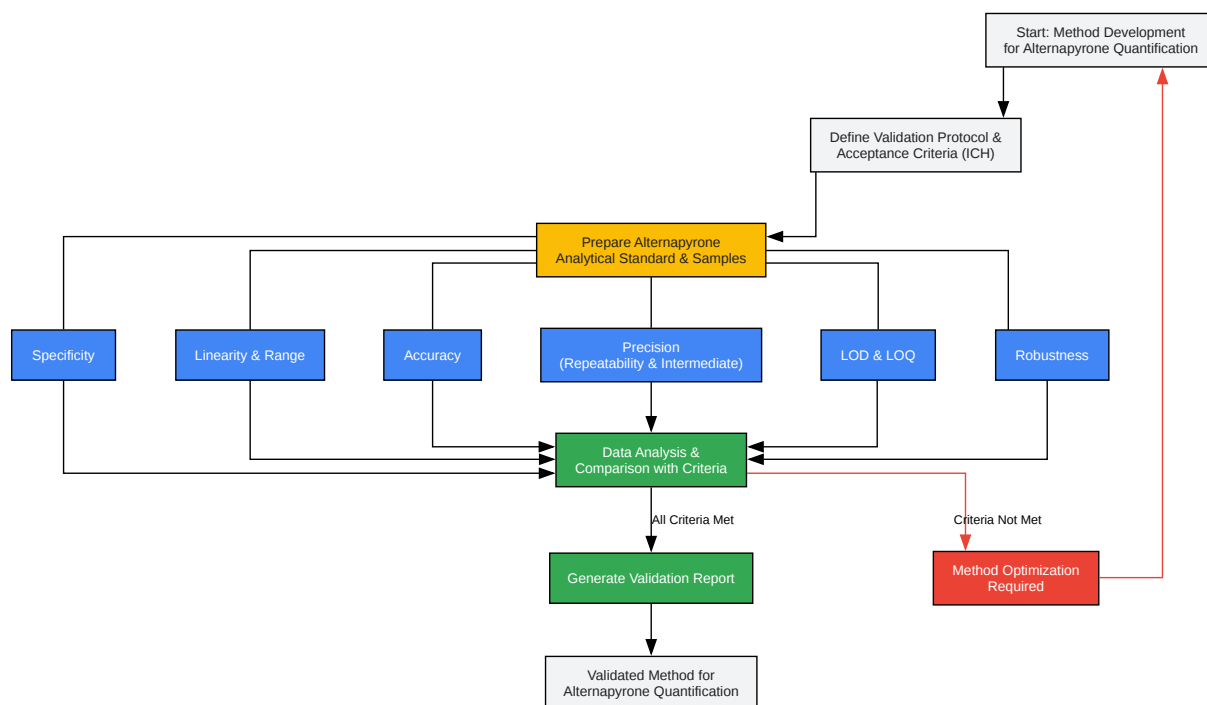 Start: Method Development
for Alternapyrone Quantification
Define Validation Protocol &
Acceptance Criteria (ICH)
Prepare Alternapyrone
Analytical Standard & Samples
Specificity
Linearity & Range
Accuracy
Precision
(Repeatability & Intermediate)
LOD & LOQ
Robustness
Data Analysis &
Comparison with Criteria
All Criteria Met
Criteria Not Met
Generate Validation Report
Method Optimization
Required
Validated Method for
Alternapyrone Quantification